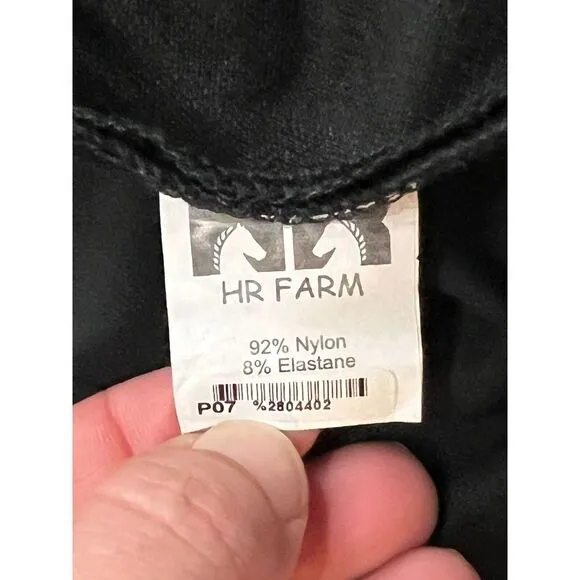 HR FARM
92% Nylon
8% Elastane
P07 %2804402